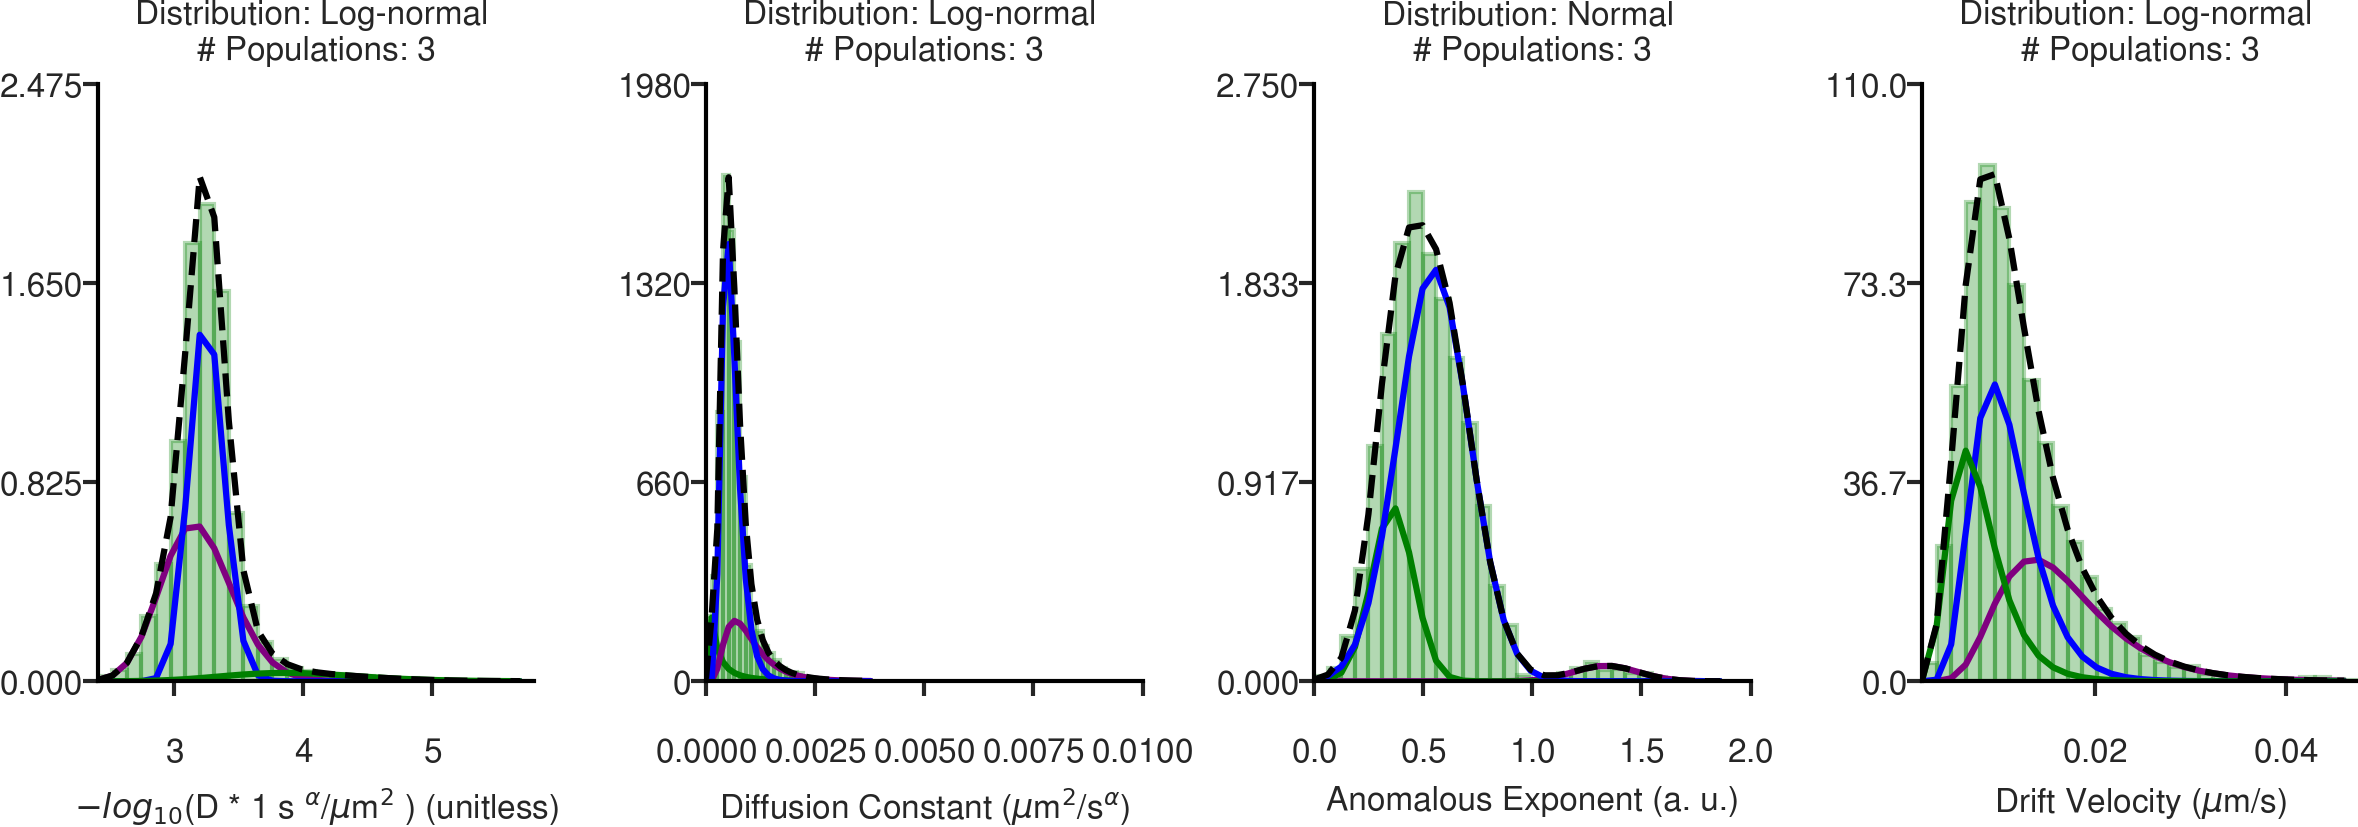 Distribution: Log-normal
# Populations: 3
2.475
1.650
0.825
0.000
3 4 5
−log₁₀(D * 1 s ᵅ/μm² ) (unitless)
Distribution: Log-normal
# Populations: 3
1980
1320
660
0
0.0000 0.0025 0.0050 0.0075 0.0100
Diffusion Constant (μm²/sᵅ)
Distribution: Normal
# Populations: 3
2.750
1.833
0.917
0.000
0.0 0.5 1.0 1.5 2.0
Anomalous Exponent (a. u.)
Distribution: Log-normal
# Populations: 3
110.0
73.3
36.7
0.0
0.02 0.04
Drift Velocity (μm/s)